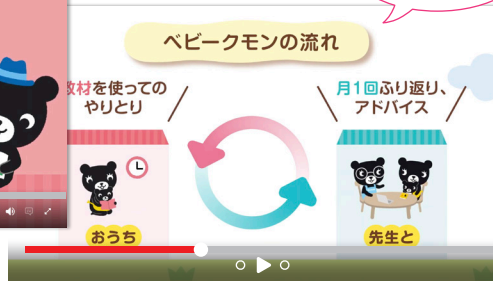 ベビークモンの流れ
教材を使っての
やりとり
月1回ふり返り、
アドバイス
おうち
先生と